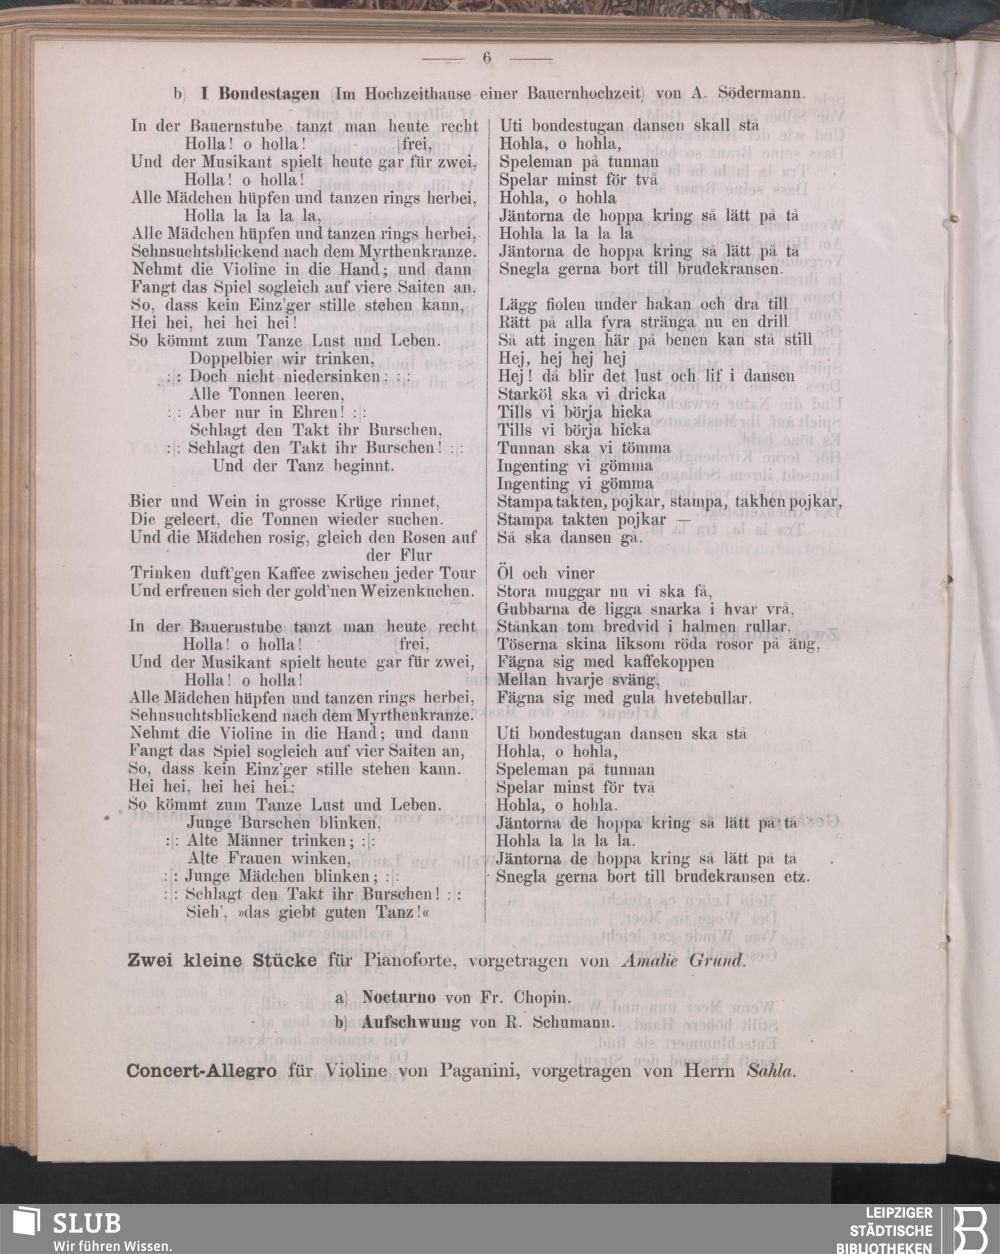 6
b) I Bondestagen (Im Hochzeithause einer Bauernhochzeit) von A. Södermann.
In der Bauernstube tanzt man heute recht
Holla! o holla! [frei,
Und der Musikant spielt heute gar für zwei,
Holla! o holla!
Alle Mädchen hüpfen und tanzen rings herbei,
Holla la la la la,
Alle Mädchen hüpfen und tanzen rings herbei,
Sehnsuchtsblickend nach dem Myrthenkranze.
Nehmt die Violine in die Hand; und dann
Fangt das Spiel sogleich auf viere Saiten an.
So, dass kein Einz'ger stille stehen kann,
Hei hei, hei hei hei!
So kömmt zum Tanze Lust und Leben.
Doppelbier wir trinken,
:|: Doch nicht niedersinken; :|:
Alle Tonnen leeren,
:|: Aber nur in Ehren! :|:
Schlagt den Takt ihr Burschen,
:|: Schlagt den Takt ihr Burschen! :|:
Und der Tanz beginnt.
Bier und Wein in grosse Krüge rinnet,
Die geleert, die Tonnen wieder suchen.
Und die Mädchen rosig, gleich den Rosen auf
der Flur
Trinken duft'gen Kaffee zwischen jeder Tour
Und erfreuen sich der gold'nen Weizenkuchen.
In der Bauernstube tanzt man heute recht
Holla! o holla! [frei,
Und der Musikant spielt heute gar für zwei,
Holla! o holla!
Alle Mädchen hüpfen und tanzen rings herbei,
Sehnsuchtsblickend nach dem Myrthenkranze.
Nehmt die Violine in die Hand; und dann
Fangt das Spiel sogleich auf vier Saiten an,
So, dass kein Einz'ger stille stehen kann.
Hei hei, hei hei hei;
So kömmt zum Tanze Lust und Leben.
Junge Burschen blinken,
:|: Alte Männer trinken; :|:
Alte Frauen winken,
:|: Junge Mädchen blinken; :|:
:|: Schlagt den Takt ihr Burschen! :|:
Sieh', »das giebt guten Tanz!«
Uti bondestugan dansen skall stå
Hohla, o hohla,
Speleman på tunnan
Spelar minst för två
Hohla, o hohla
Jäntorna de hoppa kring så lätt på tå
Hohla la la la la
Jäntorna de hoppa kring så lätt på tå
Snegla gerna bort till brudekransen.
Lägg fiolen under hakan och dra till
Rätt på alla fyra stränga nu en drill
Så att ingen här på benen kan stå still
Hej, hej hej hej
Hej! då blir det lust och lif i dansen
Starköl ska vi dricka
Tills vi börja hicka
Tills vi börja hicka
Tunnan ska vi tömma
Ingenting vi gömma
Ingenting vi gömma
Stampa takten, pojkar, stampa, takhen pojkar,
Stampa takten pojkar —
Så ska dansen gå.
Öl och viner
Stora muggar nu vi ska få,
Gubbarna de ligga snarka i hvar vrå,
Stånkan tom bredvid i halmen rullar,
Töserna skina liksom röda rosor på äng,
Fägna sig med kaffekoppen
Mellan hvarje sväng,
Fägna sig med gula hvetebullar.
Uti bondestugan dansen ska stå
Hohla, o hohla,
Speleman på tunnan
Spelar minst för två
Hohla, o hohla.
Jäntorna de hoppa kring så lätt på tå
Hohla la la la la.
Jäntorna de hoppa kring så lätt på tå
Snegla gerna bort till brudekransen etz.
Zwei kleine Stücke für Pianoforte, vorgetragen von Amalie Grund.
a) Nocturno von Fr. Chopin.
b) Aufschwung von R. Schumann.
Concert-Allegro für Violine von Paganini, vorgetragen von Herrn Sahla.
SLUB
Wir führen Wissen.
LEIPZIGER
STÄDTISCHE
BIBLIOTHEKEN